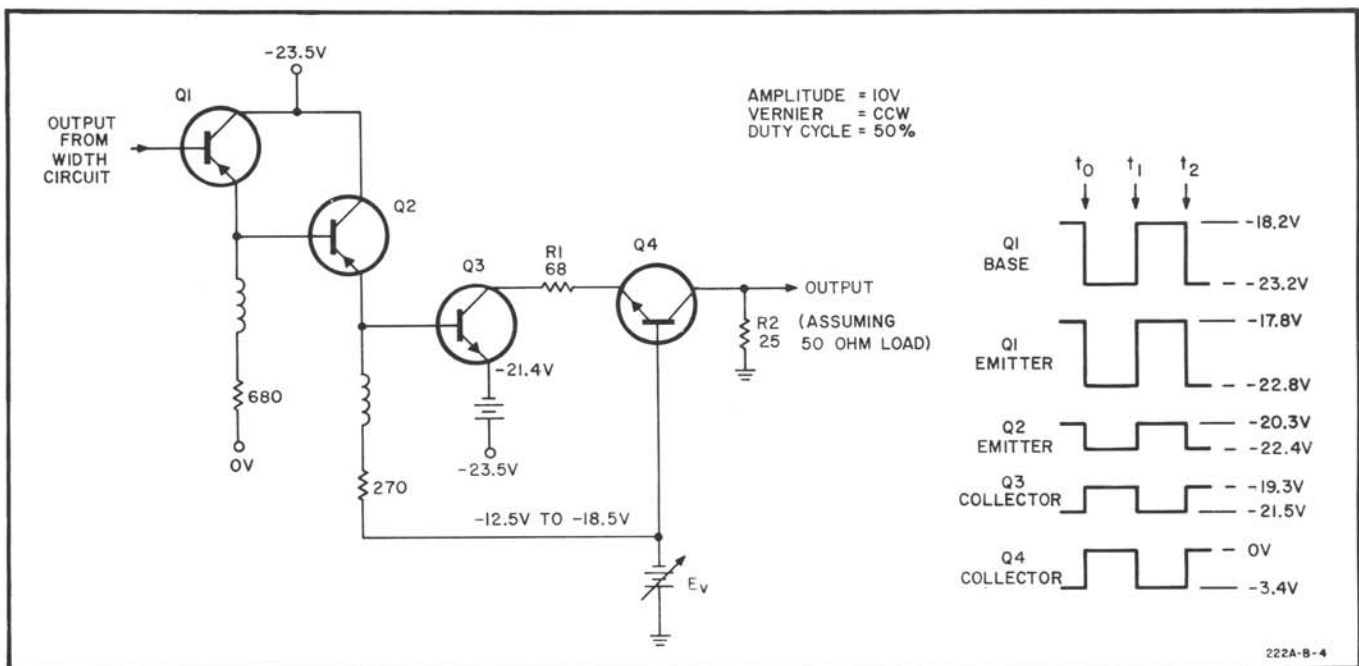 -23.5V
Q1
OUTPUT
FROM
WIDTH
CIRCUIT
Q2
Q3
R1
68
Q4
OUTPUT
R2
25
(ASSUMING
50 OHM LOAD)
680
0V
270
-21.4V
-23.5V
-12.5V TO -18.5V
Ev
AMPLITUDE = 10V
VERNIER = CCW
DUTY CYCLE = 50%
t0 t1 t2
Q1
BASE
-18.2V
-23.2V
Q1
EMITTER
-17.8V
-22.8V
Q2
EMITTER
-20.3V
-22.4V
Q3
COLLECTOR
-19.3V
-21.5V
Q4
COLLECTOR
0V
-3.4V
222A-B-4